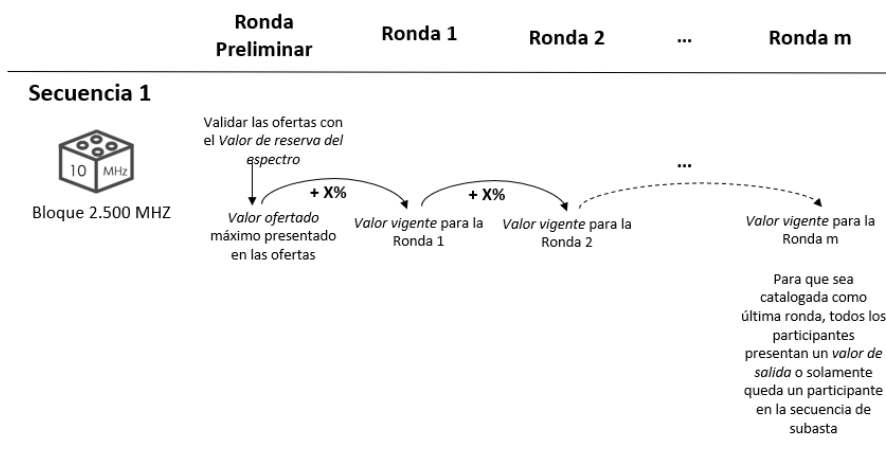 Ronda
Preliminar
Ronda 1
Ronda 2
...
Ronda m
Secuencia 1
10 MHz
Bloque 2.500 MHZ
Validar las ofertas con
el Valor de reserva del
espectro
+ X%
+ X%
...
Valor ofertado
máximo presentado
en las ofertas
Valor vigente para la
Ronda 1
Valor vigente para la
Ronda 2
Valor vigente para la
Ronda m
Para que sea
catalogada como
última ronda, todos los
participantes
presentan un valor de
salida o solamente
queda un participante
en la secuencia de
subasta